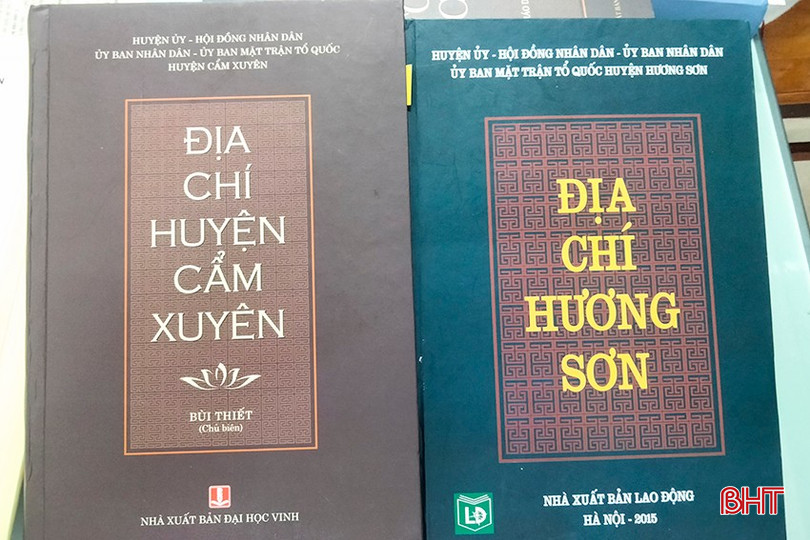 HUYỆN ỦY - HỘI ĐỒNG NHÂN DÂN
ỦY BAN NHÂN DÂN - ỦY BAN MẶT TRẬN TỔ QUỐC
HUYỆN CẨM XUYÊN
ĐỊA
CHÍ
HUYỆN
CẨM
XUYÊN
BÙI THIẾT
(Chủ biên)
NHÀ XUẤT BẢN ĐẠI HỌC VINH
HUYỆN ỦY - HỘI ĐỒNG NHÂN DÂN - ỦY BAN NHÂN DÂN
ỦY BAN MẶT TRẬN TỔ QUỐC HUYỆN HƯƠNG SƠN
ĐỊA
CHÍ
HƯƠNG
SƠN
LĐ
NHÀ XUẤT BẢN LAO ĐỘNG
HÀ NỘI - 2015
BHT